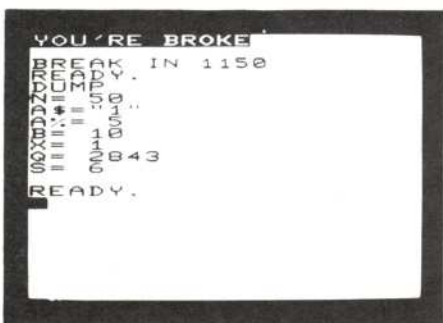 YOU'RE BROKE
BREAK IN 1150
READY.
DUMP
N= 50
A$= "1"
A%= 5
B= 10
X= 1
Q= 2843
S= 6
READY.